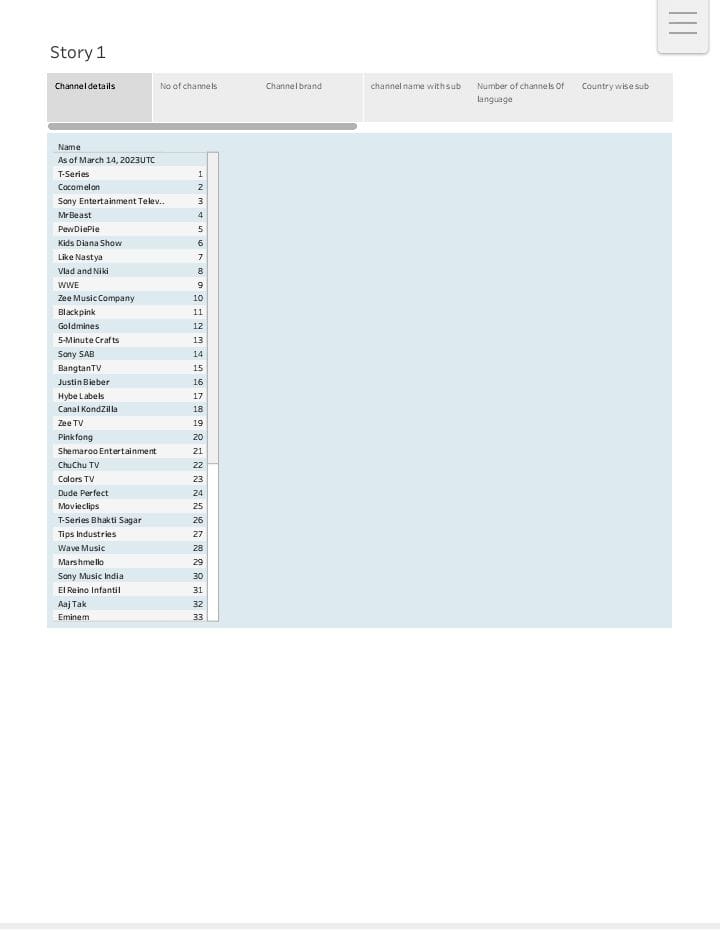 Story 1
Channel details
No of channels
Channel brand
channel name with sub
Number of channels Of
language
Country wise sub
Name
As of March 14, 2023UTC
T-Series 1
Cocomelon 2
Sony Entertainment Telev.. 3
MrBeast 4
PewDiePie 5
Kids Diana Show 6
Like Nastya 7
Vlad and Niki 8
WWE 9
Zee Music Company 10
Blackpink 11
Goldmines 12
5-Minute Crafts 13
Sony SAB 14
BangtanTV 15
Justin Bieber 16
Hybe Labels 17
Canal KondZilla 18
Zee TV 19
Pinkfong 20
Shemaroo Entertainment 21
ChuChu TV 22
Colors TV 23
Dude Perfect 24
Movieclips 25
T-Series Bhakti Sagar 26
Tips Industries 27
Wave Music 28
Marshmello 29
Sony Music India 30
El Reino Infantil 31
Aaj Tak 32
Eminem 33